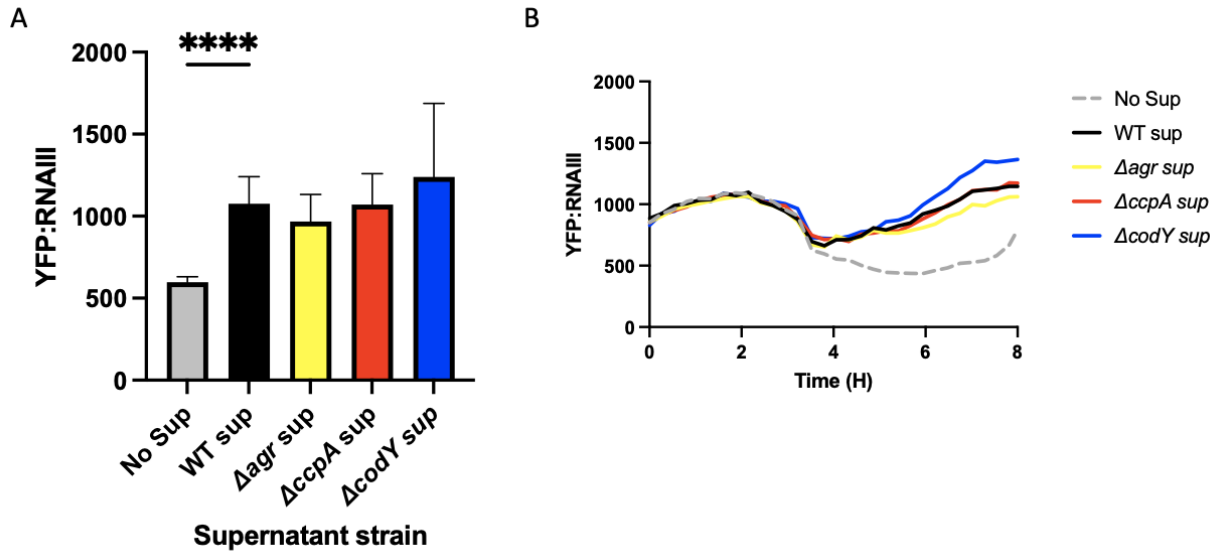 A
****
2000
1500
1000
500
0
YFP:RNAIII
No Sup
WT sup
Δagr sup
ΔccpA sup
ΔcodY sup
Supernatant strain
B
2000
1500
1000
500
0
YFP:RNAIII
0 2 4 6 8
Time (H)
No Sup
WT sup
Δagr sup
ΔccpA sup
ΔcodY sup